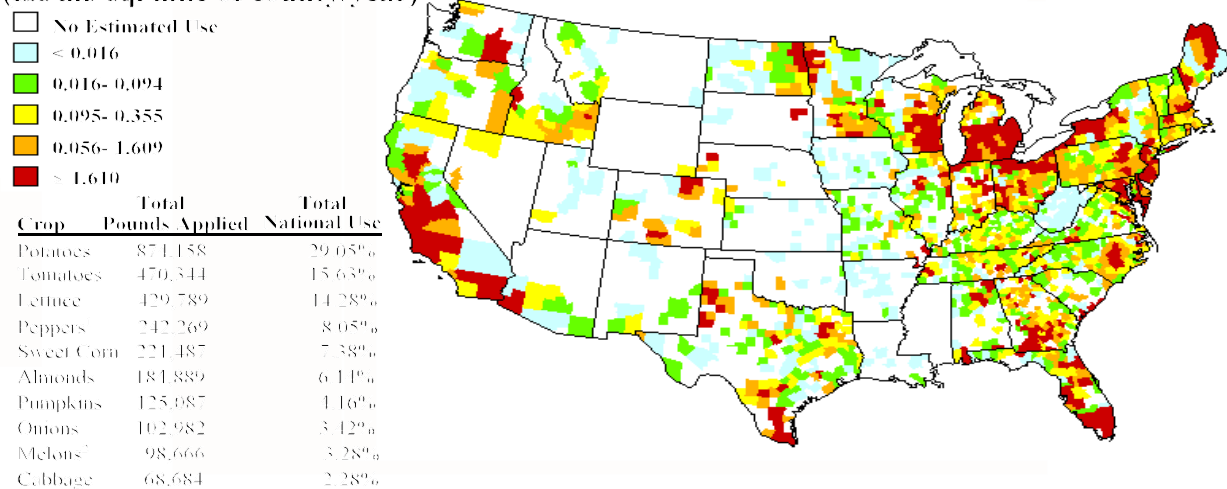 No Estimated Use
< 0.016
0.016- 0.094
0.095- 0.355
0.056- 1.609
> 1.610
Total Total
Crop Pounds Applied National Use
Potatoes 874,158 29.05%
Tomatoes 470,344 15.63%
Lettuce 429,789 14.28%
Peppers 242,269 8.05%
Sweet Corn 221,487 7.38%
Almonds 184,889 6.14%
Pumpkins 125,087 4.16%
Onions 102,982 3.42%
Melons 98,666 3.28%
Cabbage 68,684 2.28%